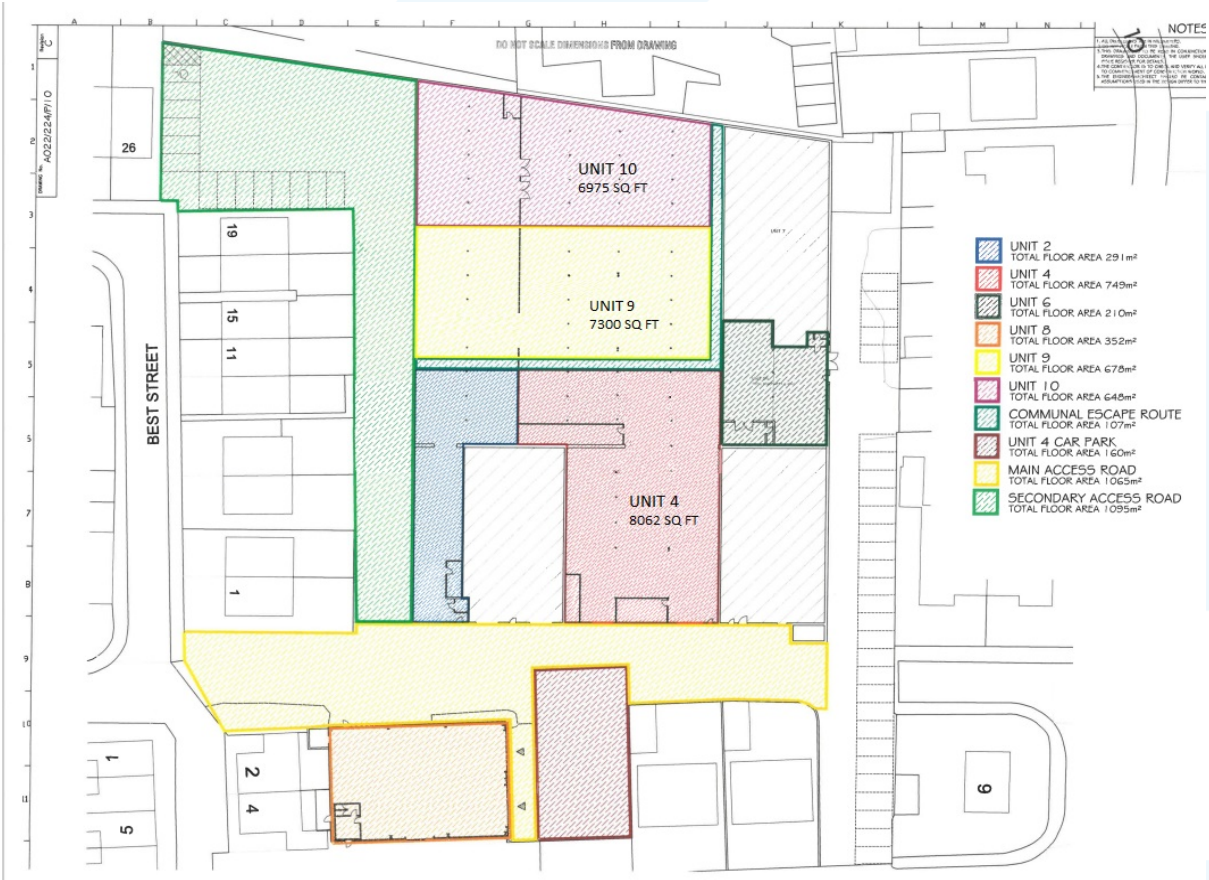 A B C D E F G H I J K L M N
DO NOT SCALE DIMENSIONS FROM DRAWING
NOTES
10
C
1
2
3
4
5
7
8
9
10
11
DRAWING No. A022/224/P/10
26
UNIT 10
6975 SQ FT
19
UNIT 7
UNIT 9
7300 SQ FT
15
11
BEST STREET
UNIT 4
8062 SQ FT
1
2
4
1
5
6
UNIT 2
TOTAL FLOOR AREA 291m²
UNIT 4
TOTAL FLOOR AREA 749m²
UNIT 6
TOTAL FLOOR AREA 210m²
UNIT 8
TOTAL FLOOR AREA 352m²
UNIT 9
TOTAL FLOOR AREA 678m²
UNIT 10
TOTAL FLOOR AREA 648m²
COMMUNAL ESCAPE ROUTE
TOTAL FLOOR AREA 107m²
UNIT 4 CAR PARK
TOTAL FLOOR AREA 160m²
MAIN ACCESS ROAD
TOTAL FLOOR AREA 1065m²
SECONDARY ACCESS ROAD
TOTAL FLOOR AREA 1095m²